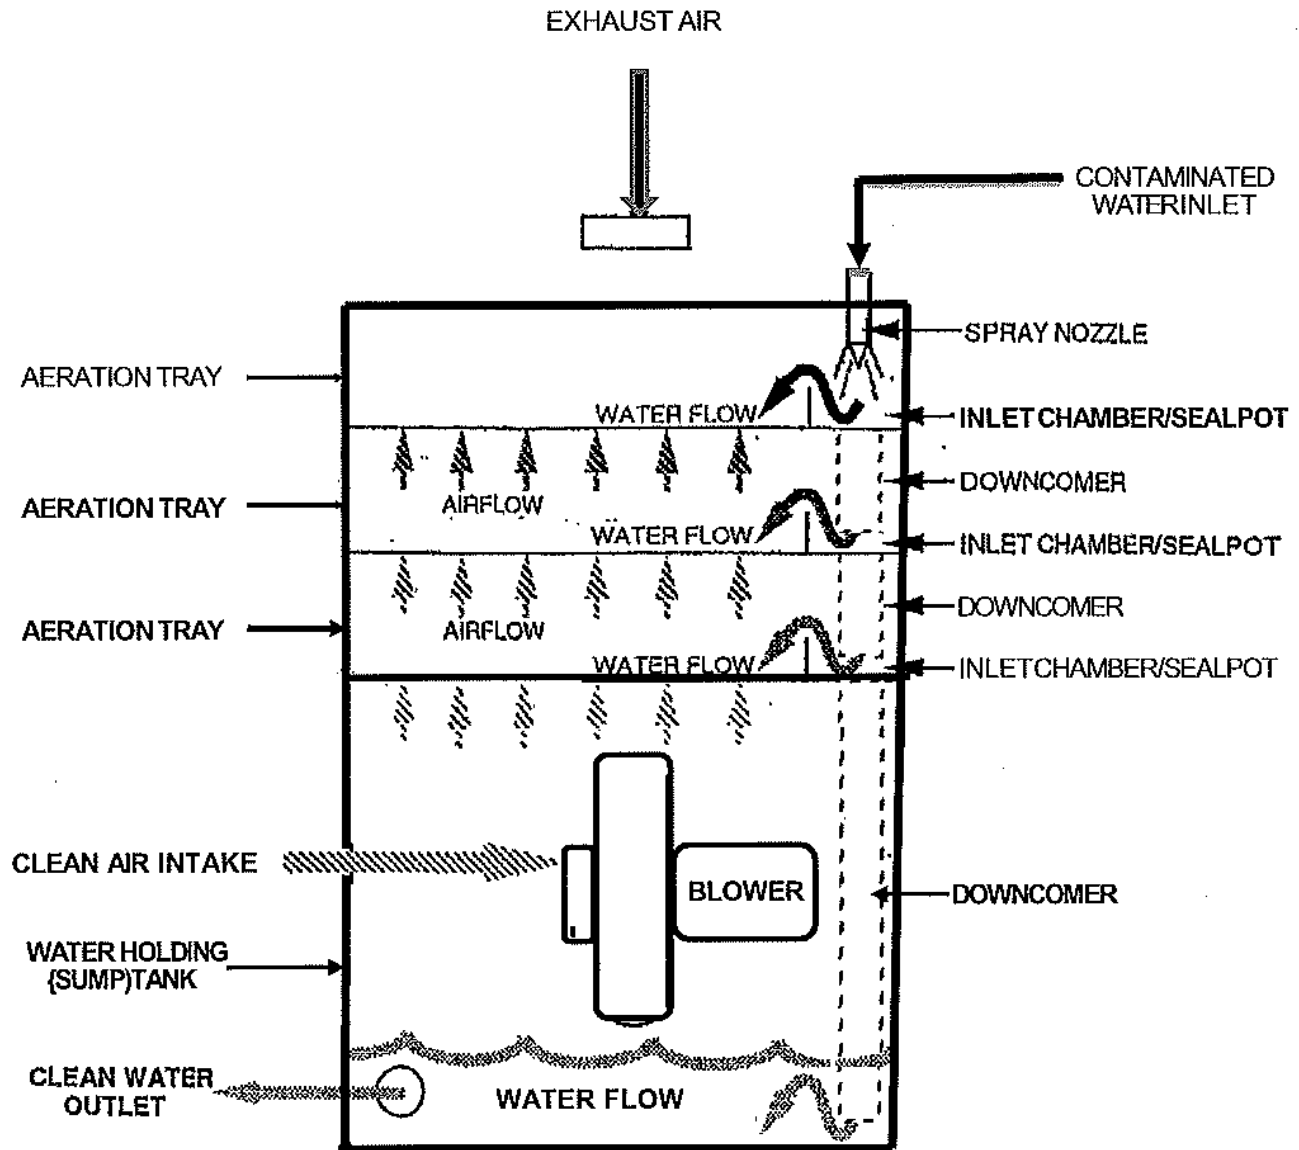 EXHAUST AIR
CONTAMINATED
WATERINLET
SPRAY NOZZLE
AERATION TRAY
WATER FLOW
INLET CHAMBER/SEALPOT
DOWNCOMER
AERATION TRAY
AIRFLOW
WATER FLOW
INLET CHAMBER/SEALPOT
DOWNCOMER
AERATION TRAY
AIRFLOW
WATER FLOW
INLET CHAMBER/SEALPOT
CLEAN AIR INTAKE
BLOWER
DOWNCOMER
WATER HOLDING
{SUMP)TANK
CLEAN WATER
OUTLET
WATER FLOW